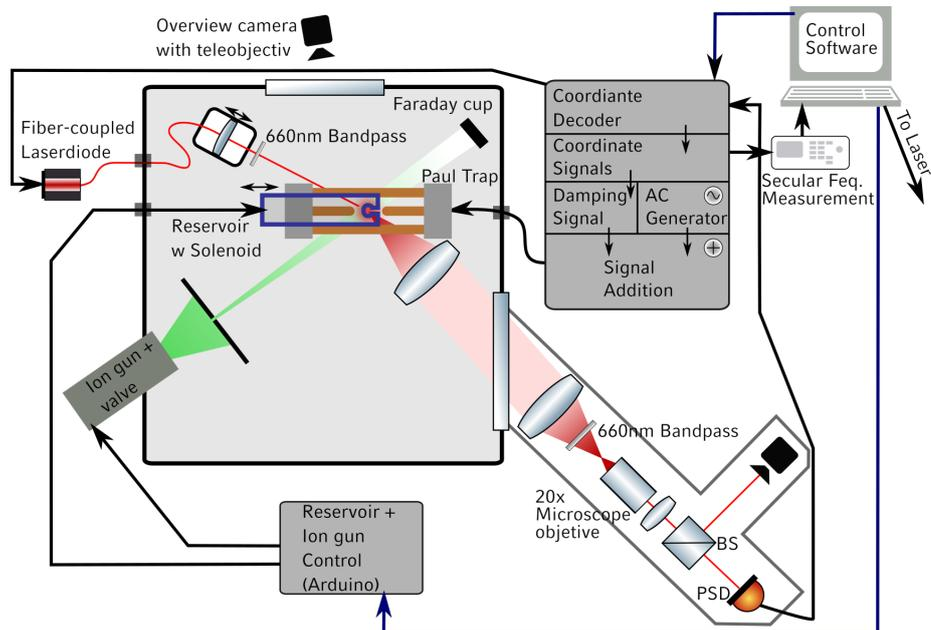 Overview camera
with teleobjectiv
Control
Software
Faraday cup
Coordiante
Decoder
Fiber-coupled
Laserdiode
660nm Bandpass
To Laser
Coordinate
Signals
Paul Trap
Secular Feq.
Measurement
Damping
Signal
AC
Generator
Reservoir
w Solenoid
Signal
Addition
Ion gun +
valve
660nm Bandpass
20x
Microscope
objetive
BS
PSD
Reservoir +
Ion gun
Control
(Arduino)